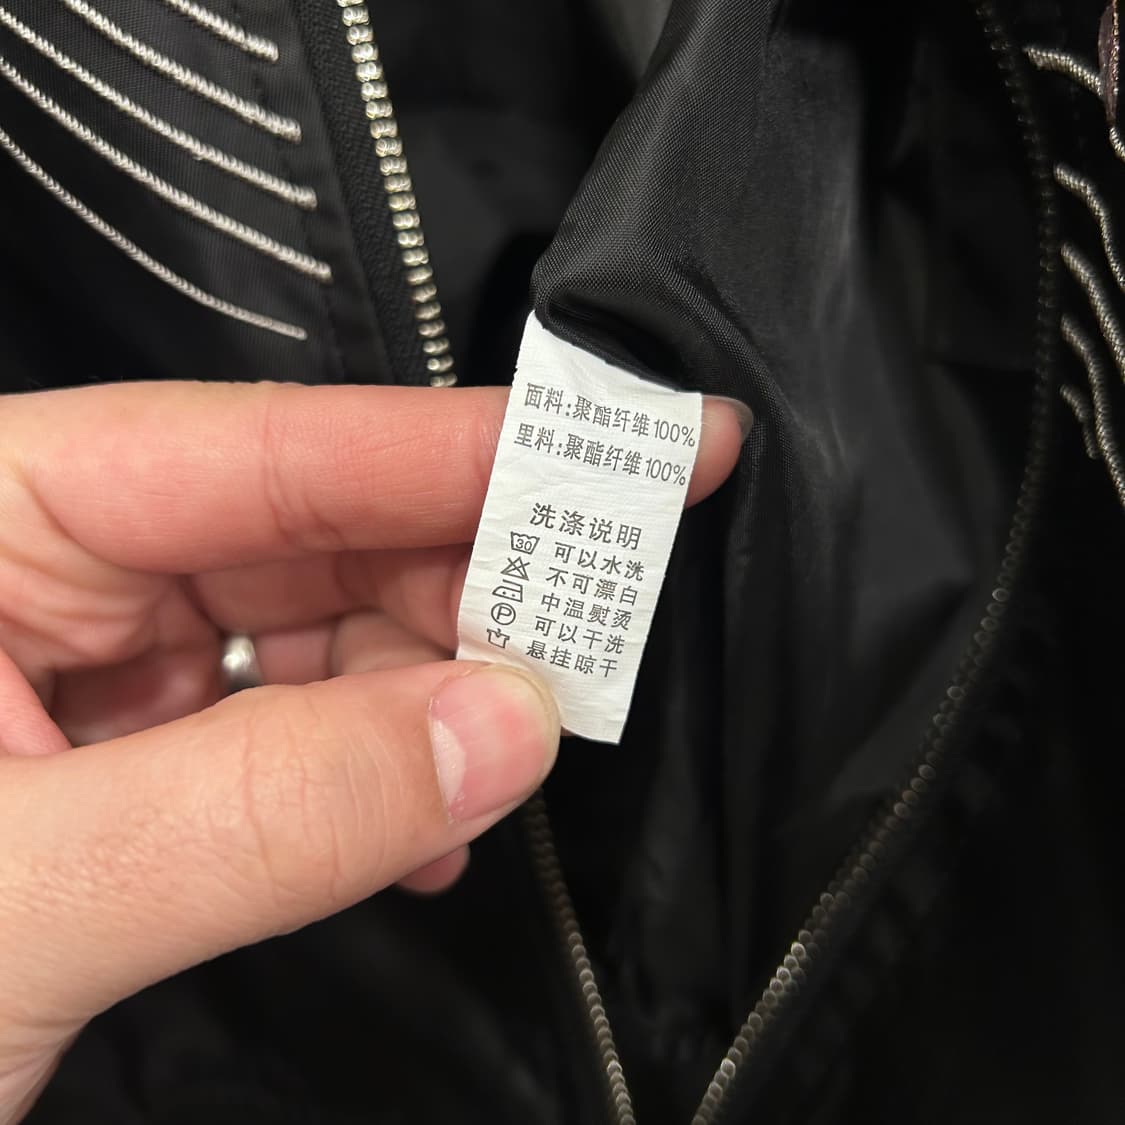 面料:聚酯纤维100%
里料:聚酯纤维100%
洗涤说明
30 可以水洗
不可漂白
中温熨烫
P 可以干洗
悬挂晾干